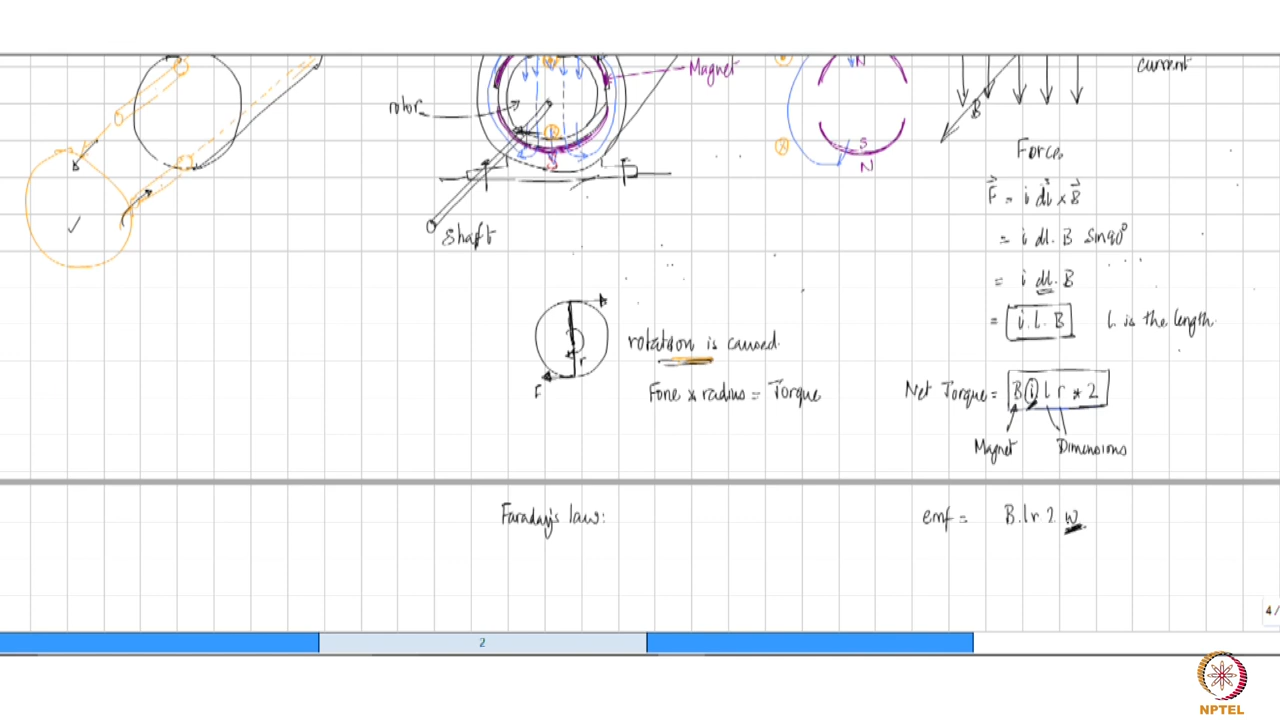 N
Magnet
current
rotor
B
S
S
N
Force
F = i dl × B
Shaft
= i dl. B Sin90°
= i dl. B
= i. l. B l. is the length
rotation is caused.
r
F
Force × radius = Torque
Net Torque = B i l r * 2
Magnet Dimensions
Faraday's law:
emf = B. l r 2 w
4/
2
NPTEL